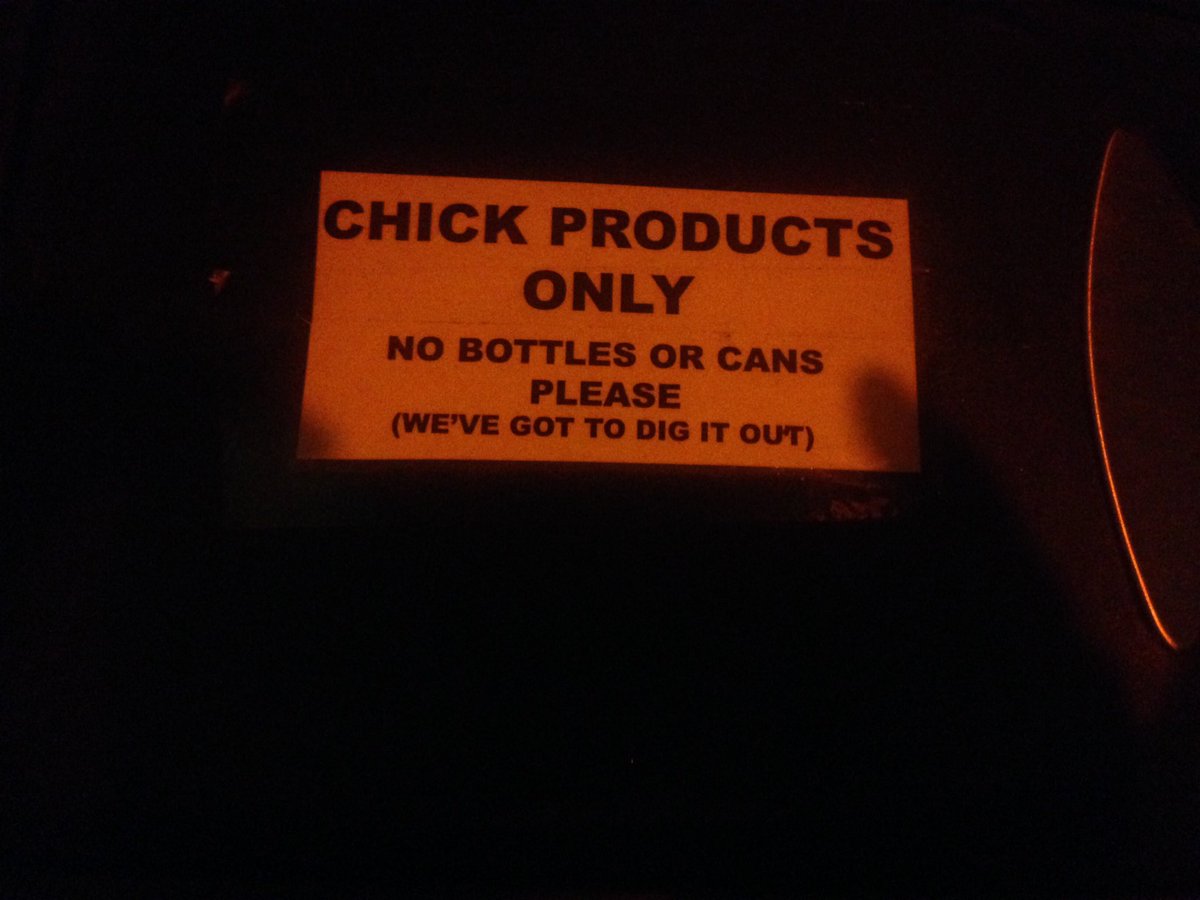 CHICK PRODUCTS
ONLY
NO BOTTLES OR CANS
PLEASE
(WE'VE GOT TO DIG IT OUT)